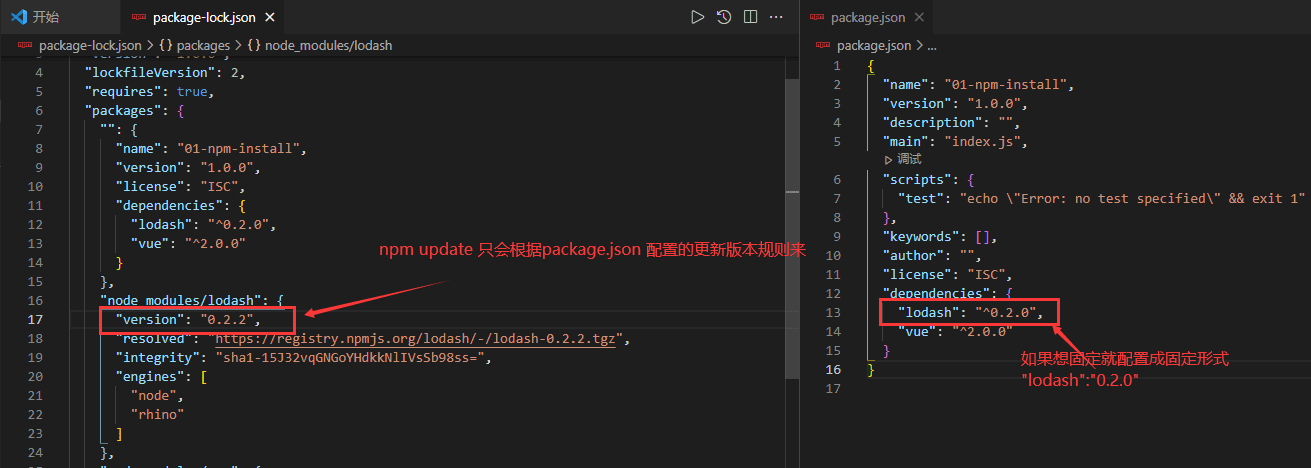 开始
package-lock.json
package-lock.json > {} packages > {} node_modules/lodash
4 "lockfileVersion": 2,
5 "requires": true,
6 "packages": {
7 "": {
8 "name": "01-npm-install",
9 "version": "1.0.0",
10 "license": "ISC",
11 "dependencies": {
12 "lodash": "^0.2.0",
13 "vue": "^2.0.0"
14 }
15 },
16 "node_modules/lodash": {
17 "version": "0.2.2",
18 "resolved": "https://registry.npmjs.org/lodash/-/lodash-0.2.2.tgz",
19 "integrity": "sha1-15J32vqGNGoYHdkkNlIVsSb98ss=",
20 "engines": [
21 "node",
22 "rhino"
23 ]
24 },
npm update 只会根据package.json 配置的更新版本规则来
package.json
package.json > ...
1 {
2 "name": "01-npm-install",
3 "version": "1.0.0",
4 "description": "",
5 "main": "index.js",
调试
6 "scripts": {
7 "test": "echo \"Error: no test specified\" && exit 1"
8 },
9 "keywords": [],
10 "author": "",
11 "license": "ISC",
12 "dependencies": {
13 "lodash": "^0.2.0",
14 "vue": "^2.0.0"
15 }
16 }
17
如果想固定就配置成固定形式
"lodash":"0.2.0"